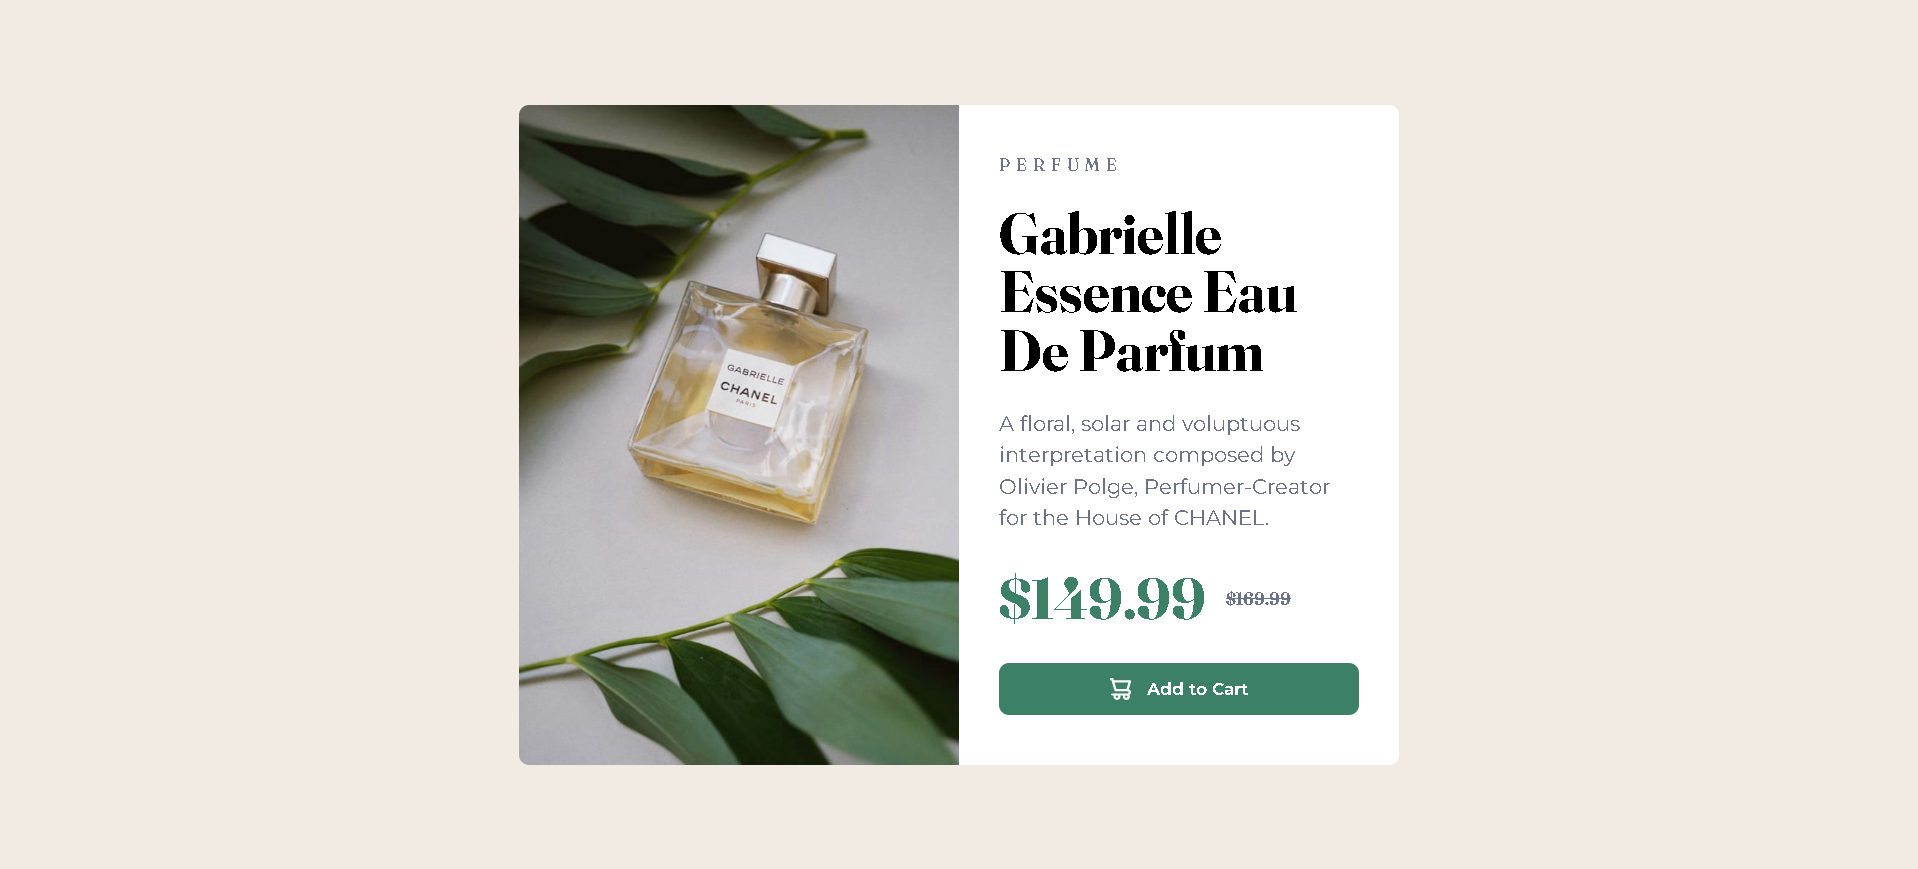 PERFUME
Gabrielle
Essence Eau
De Parfum
A floral, solar and voluptuous
interpretation composed by
Olivier Polge, Perfumer-Creator
for the House of CHANEL.
$149.99 $169.99
Add to Cart
GABRIELLE
CHANEL
PARIS